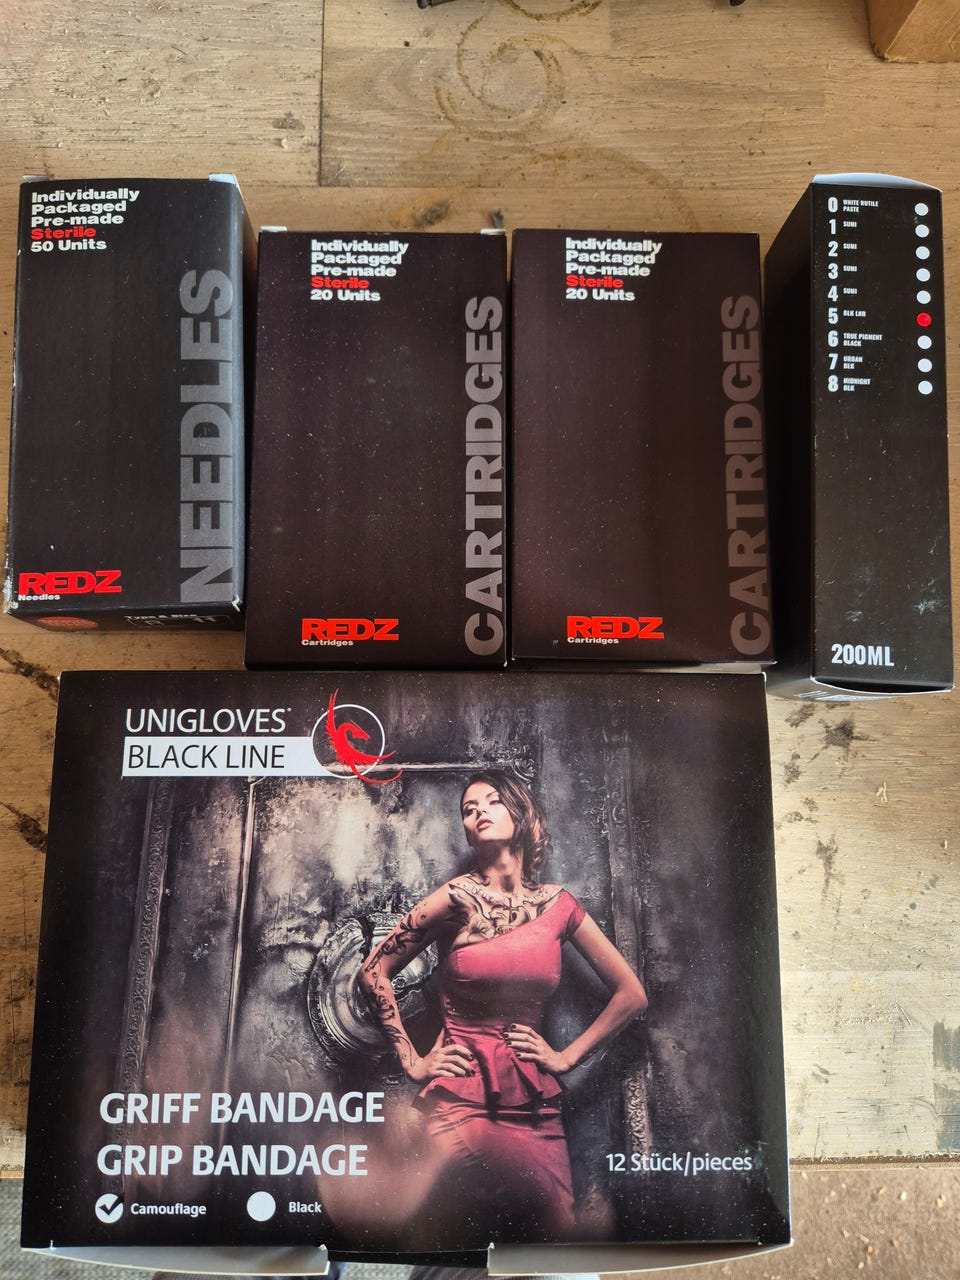 Individually
Packaged
Pre-made
Sterile
50 Units
NEEDLES
REDZ
Needles
Individually
Packaged
Pre-made
Sterile
20 Units
CARTRIDGES
REDZ
Cartridges
Individually
Packaged
Pre-made
Sterile
20 Units
CARTRIDGES
REDZ
Cartridges
0 WHITE RUTILE
PASTE
1 SUMI
2 SUMI
3 SUMI
4 SUMI
5 BLK LNR
6 TRUE PIGMENT
BLACK
7 URBAN
BLK
8 MIDNIGHT
BLK
200ML
UNIGLOVES®
BLACK LINE
GRIFF BANDAGE
GRIP BANDAGE
12 Stück/pieces
Camouflage
Black